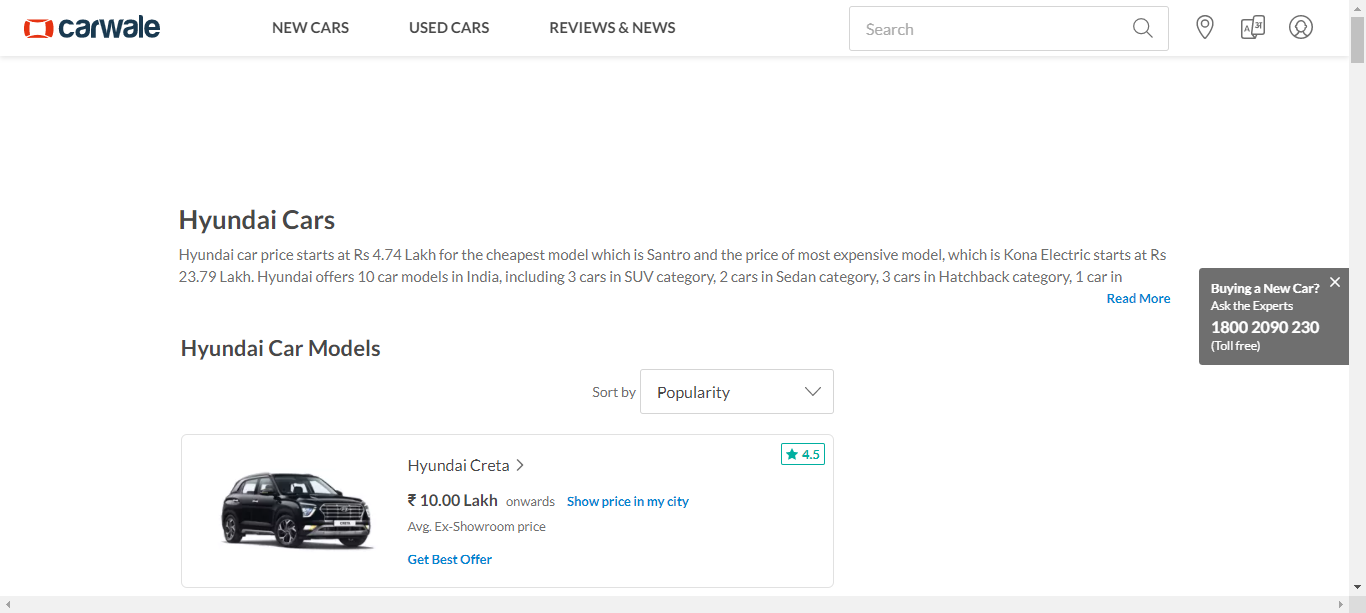 carwale
NEW CARS
USED CARS
REVIEWS & NEWS
Search
Hyundai Cars
Hyundai car price starts at Rs 4.74 Lakh for the cheapest model which is Santro and the price of most expensive model, which is Kona Electric starts at Rs
23.79 Lakh. Hyundai offers 10 car models in India, including 3 cars in SUV category, 2 cars in Sedan category, 3 cars in Hatchback category, 1 car in
Read More
Buying a New Car?
Ask the Experts
1800 2090 230
(Toll free)
Hyundai Car Models
Sort by
Popularity
4.5
Hyundai Creta
₹ 10.00 Lakh onwards Show price in my city
Avg. Ex-Showroom price
Get Best Offer
CRETA